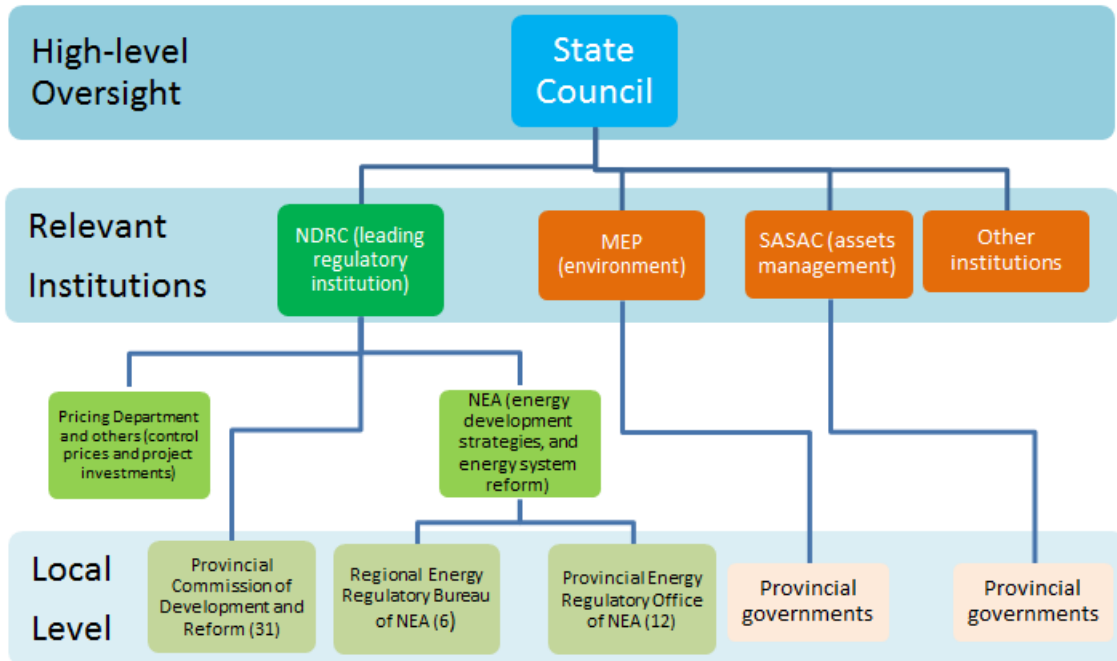 High-level
Oversight
State
Council
Relevant
Institutions
NDRC (leading
regulatory
institution)
MEP
(environment)
SASAC (assets
management)
Other
institutions
Pricing Department
and others (control
prices and project
investments)
NEA (energy
development
strategies, and
energy system
reform)
Local
Level
Provincial
Commission of
Development and
Reform (31)
Regional Energy
Regulatory Bureau
of NEA (6)
Provincial Energy
Regulatory Office
of NEA (12)
Provincial
governments
Provincial
governments